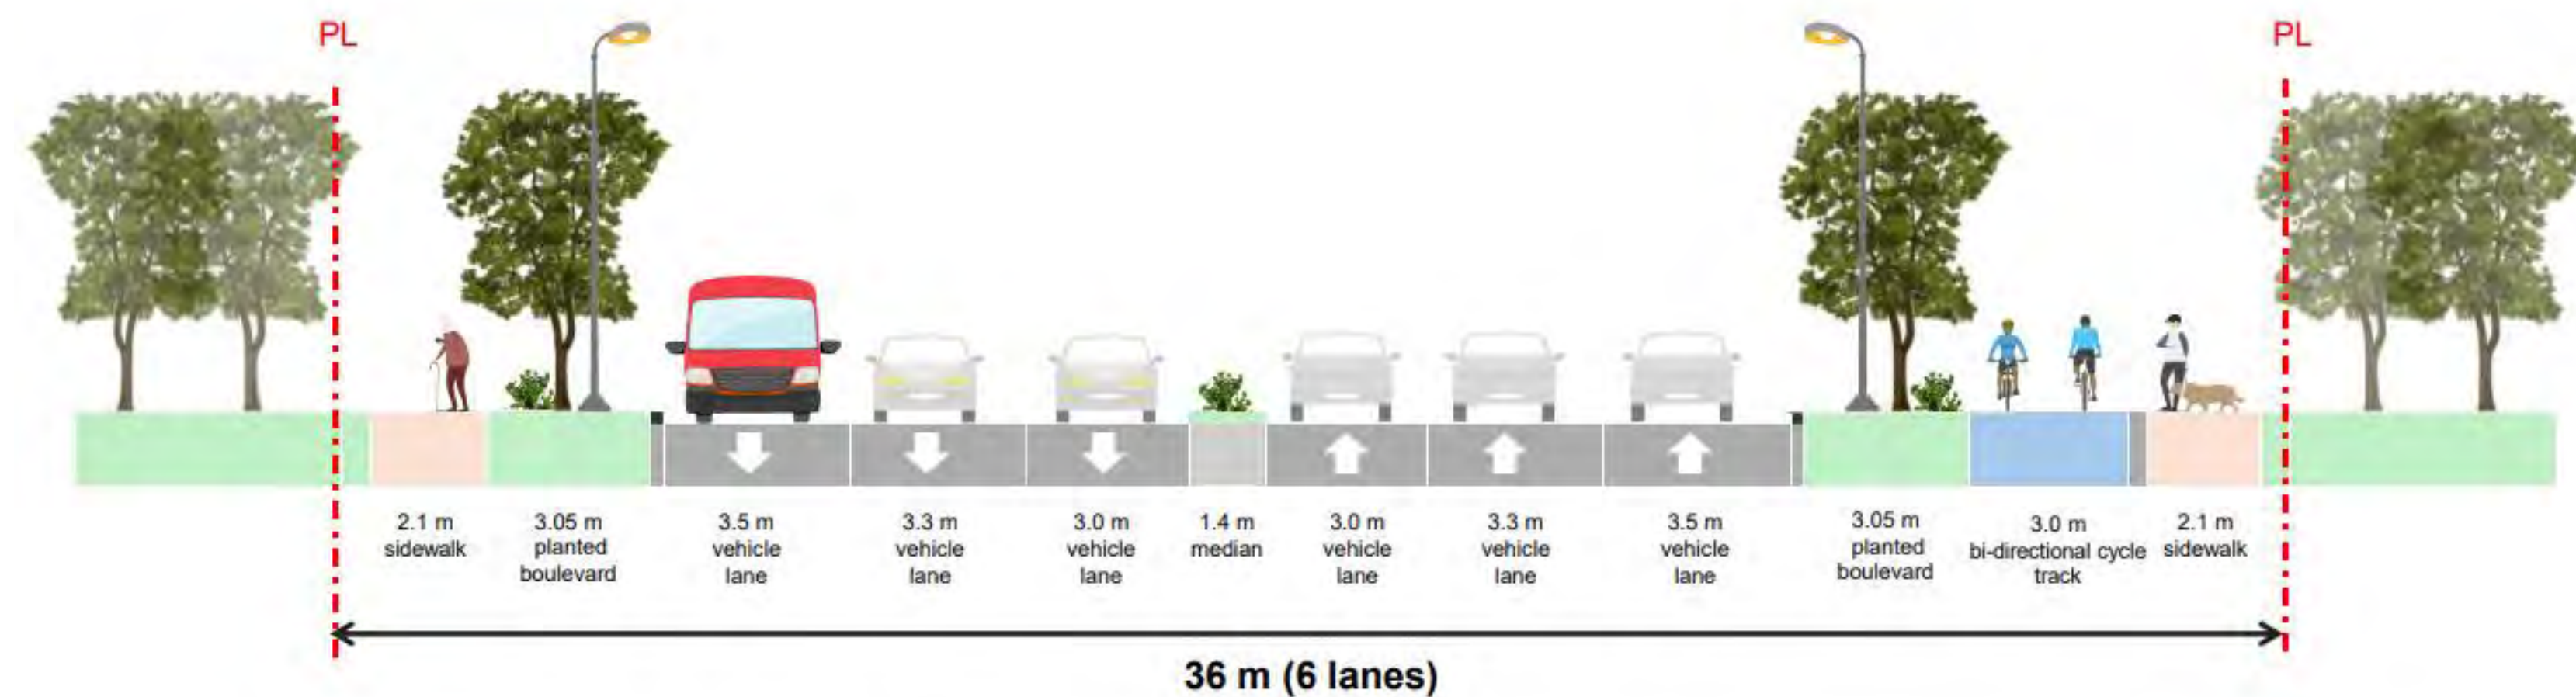 PL
PL
2.1 m
sidewalk
3.05 m
planted
boulevard
3.5 m
vehicle
lane
3.3 m
vehicle
lane
3.0 m
vehicle
lane
1.4 m
median
3.0 m
vehicle
lane
3.3 m
vehicle
lane
3.5 m
vehicle
lane
3.05 m
planted
boulevard
3.0 m
bi-directional cycle
track
2.1 m
sidewalk
36 m (6 lanes)